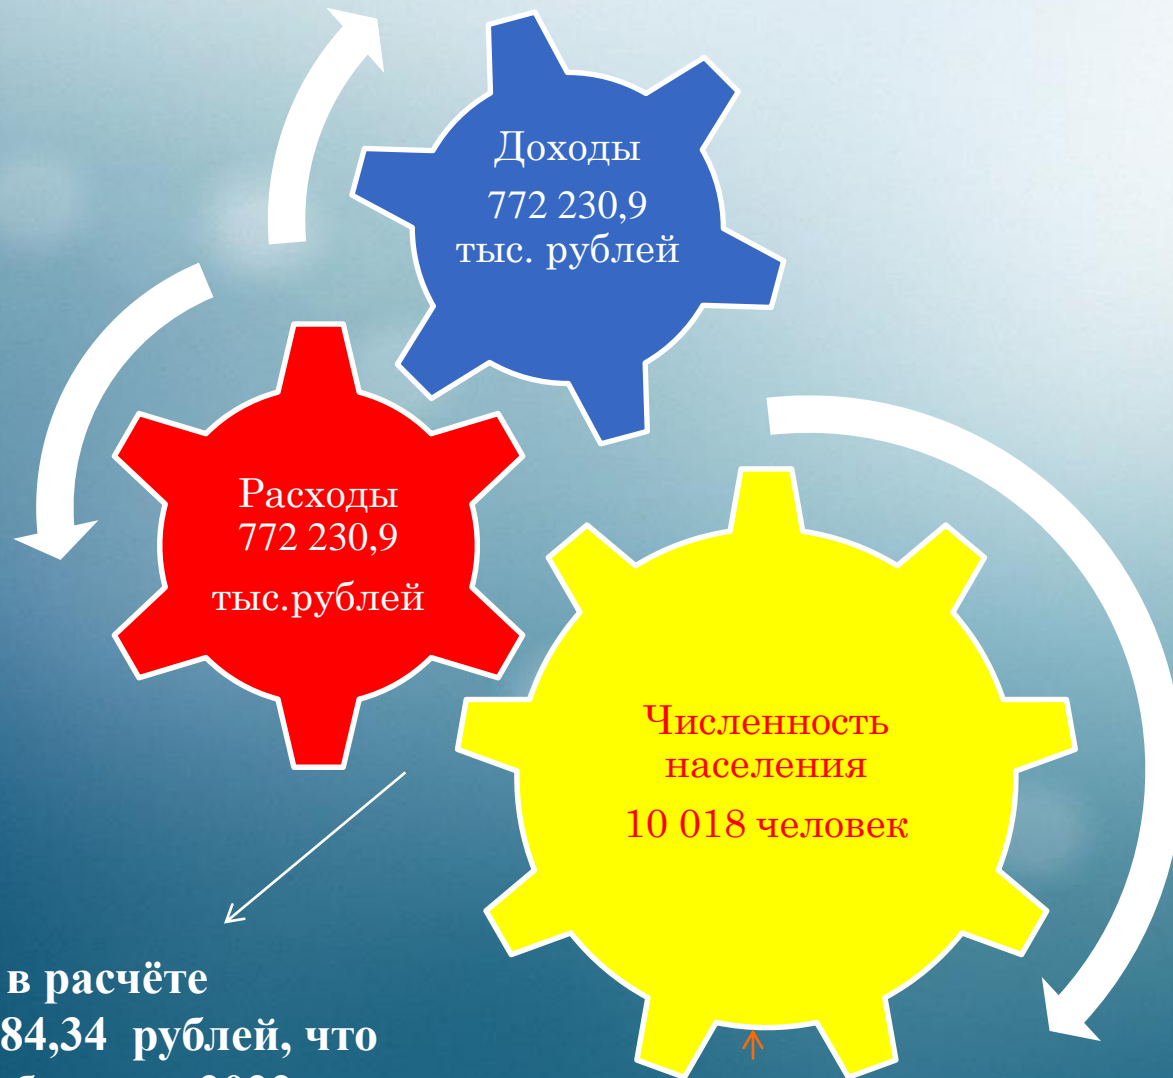 Доходы
772 230,9
тыс. рублей
Расходы
772 230,9
тыс.рублей
Численность
населения
10 018 человек
в расчёте
84,34 рублей, что